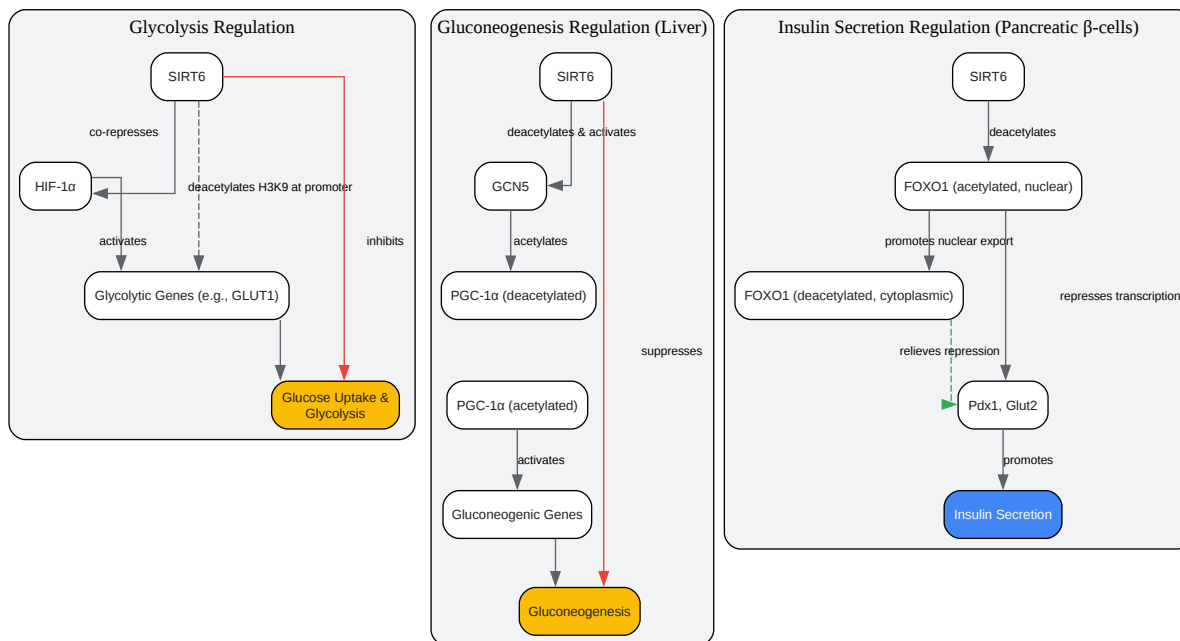 Glycolysis Regulation
SIRT6
co-represses
HIF-1α
deacetylates H3K9 at promoter
activates
inhibits
Glycolytic Genes (e.g., GLUT1)
Glucose Uptake &
Glycolysis
Gluconeogenesis Regulation (Liver)
SIRT6
deacetylates & activates
GCN5
acetylates
PGC-1α (deacetylated)
suppresses
PGC-1α (acetylated)
activates
Gluconeogenic Genes
Gluconeogenesis
Insulin Secretion Regulation (Pancreatic β-cells)
SIRT6
deacetylates
FOXO1 (acetylated, nuclear)
promotes nuclear export
FOXO1 (deacetylated, cytoplasmic)
represses transcription
relieves repression
Pdx1, Glut2
promotes
Insulin Secretion